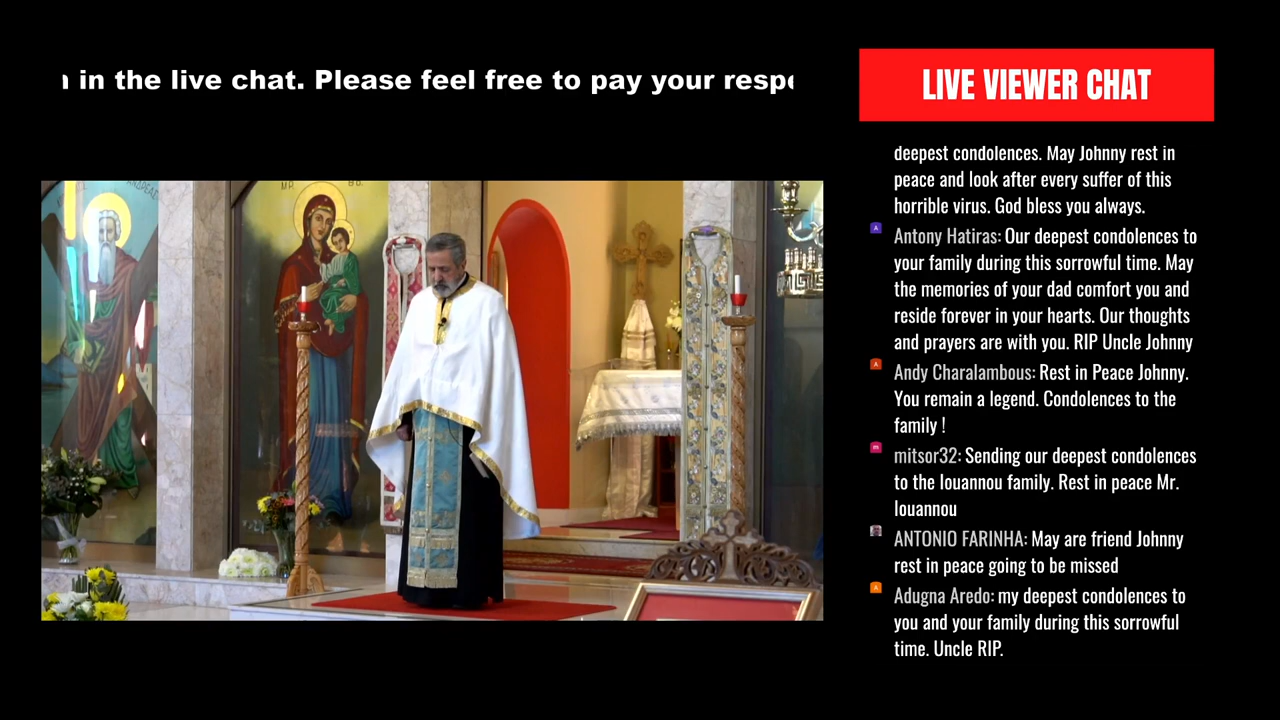 in the live chat. Please feel free to pay your
LIVE VIEWER CHAT
deepest condolences. May Johnny rest in
peace and look after every suffer of this
horrible virus. God bless you always.
Antony Hatiras: Our deepest condolences to
your family during this sorrowful time. May
the memories of your dad comfort you and
reside forever in your hearts. Our thoughts
and prayers are with you. RIP Uncle Johnny
Andy Charalambous: Rest in Peace Johnny.
You remain a legend. Condolences to the
family !
mitsor32: Sending our deepest condolences
to the Iouannou family. Rest in peace Mr.
Iouannou
ANTONIO FARINHA: May are friend Johnny
rest in peace going to be missed
Adugna Aredo: my deepest condolences to
you and your family during this sorrowful
time. Uncle RIP.